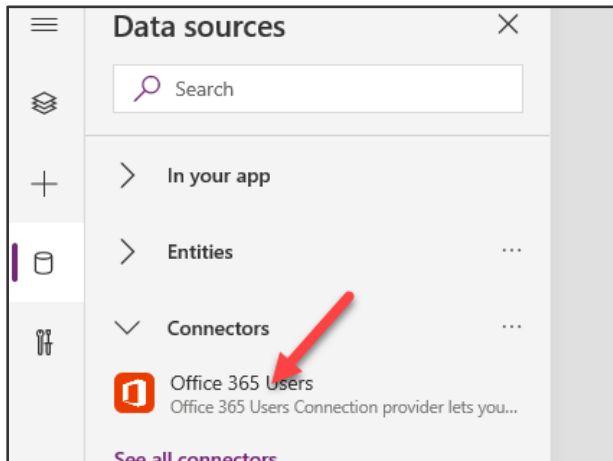 Data sources
Search
In your app
Entities
Connectors
Office 365 Users
Office 365 Users Connection provider lets you...
See all connectors